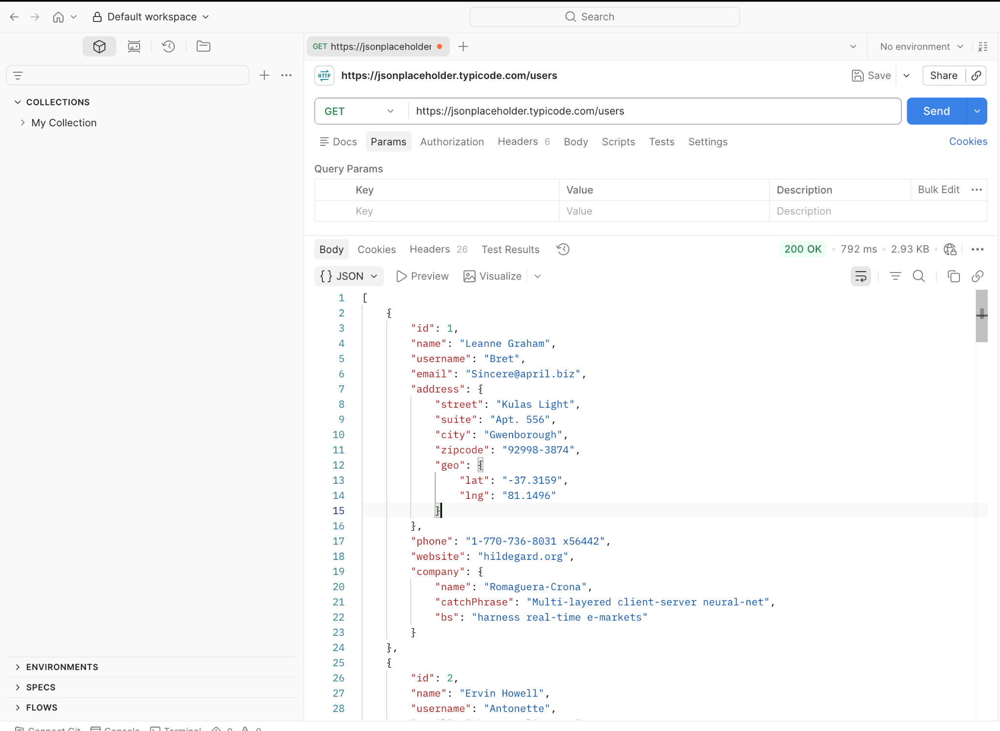 Default workspace
Search
GET https://jsonplaceholder
No environment
COLLECTIONS
My Collection
ENVIRONMENTS
SPECS
FLOWS
HTTP https://jsonplaceholder.typicode.com/users
Save
Share
GET https://jsonplaceholder.typicode.com/users
Send
Docs Params Authorization Headers 6 Body Scripts Tests Settings Cookies
Query Params
Key Value Description Bulk Edit
Key Value Description
Body Cookies Headers 26 Test Results 200 OK • 792 ms • 2.93 KB
{} JSON Preview Visualize
1 [
2 {
3 "id": 1,
4 "name": "Leanne Graham",
5 "username": "Bret",
6 "email": "Sincere@april.biz",
7 "address": {
8 "street": "Kulas Light",
9 "suite": "Apt. 556",
10 "city": "Gwenborough",
11 "zipcode": "92998-3874",
12 "geo": {
13 "lat": "-37.3159",
14 "lng": "81.1496"
15 }
16 },
17 "phone": "1-770-736-8031 x56442",
18 "website": "hildegard.org",
19 "company": {
20 "name": "Romaguera-Crona",
21 "catchPhrase": "Multi-layered client-server neural-net",
22 "bs": "harness real-time e-markets"
23 }
24 },
25 {
26 "id": 2,
27 "name": "Ervin Howell",
28 "username": "Antonette",
Connect Git Console Terminal 0 0